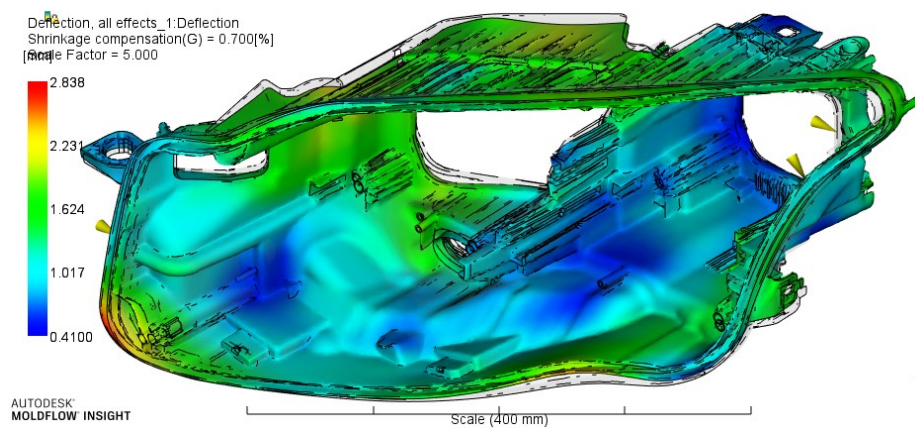 Deflection, all effects_1:Deflection
Shrinkage compensation(G) = 0.700[%]
Scale Factor = 5.000
[mm]
2.838
2.231
1.624
1.017
0.4100
AUTODESK®
MOLDFLOW® INSIGHT
Scale (400 mm)